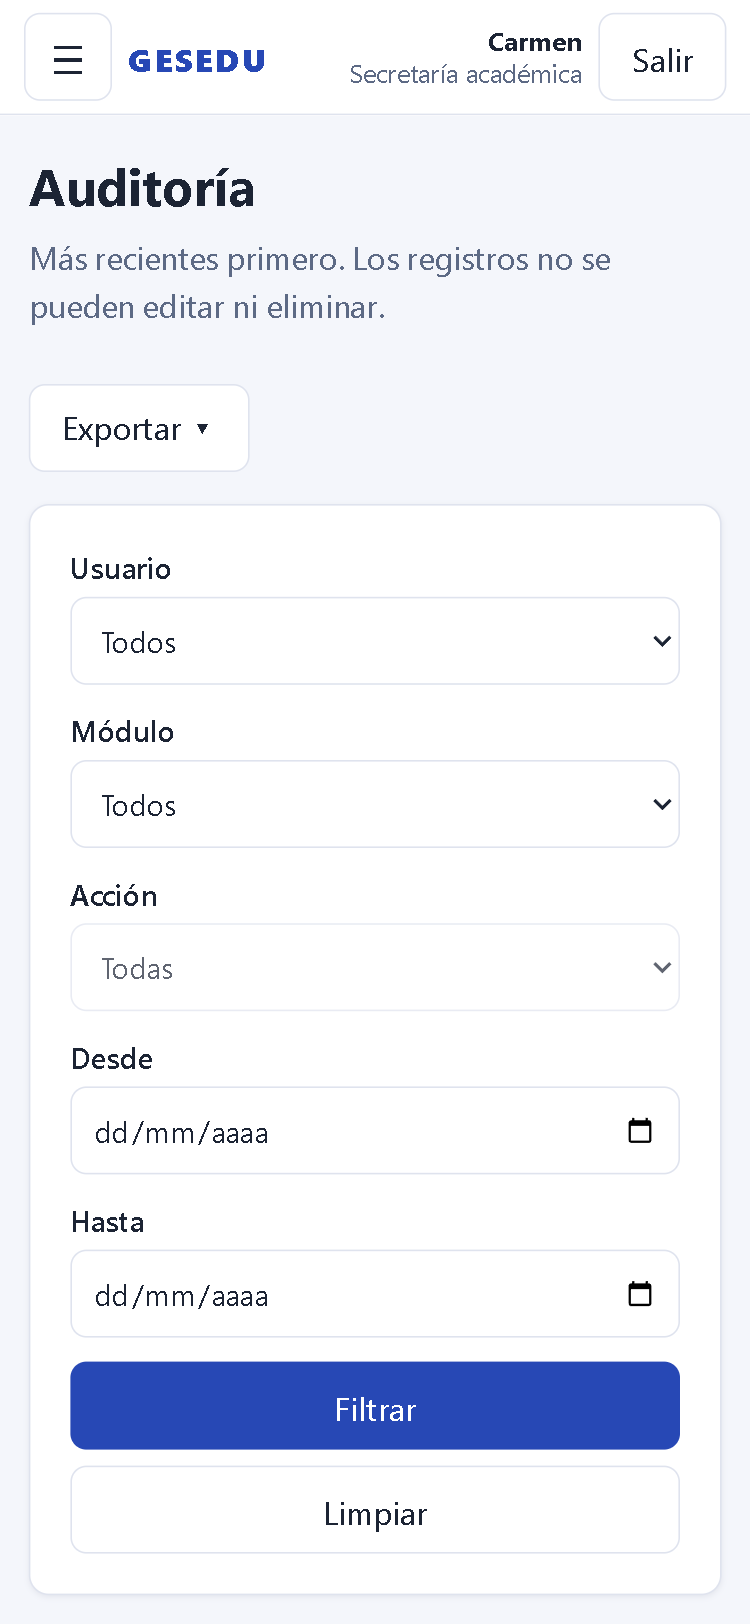 ☰ GESEDU
Carmen
Secretaría académica
Salir
Auditoría
Más recientes primero. Los registros no se
pueden editar ni eliminar.
Exportar ▼
Usuario
Todos
Módulo
Todos
Acción
Todas
Desde
dd/mm/aaaa
Hasta
dd/mm/aaaa
Filtrar
Limpiar